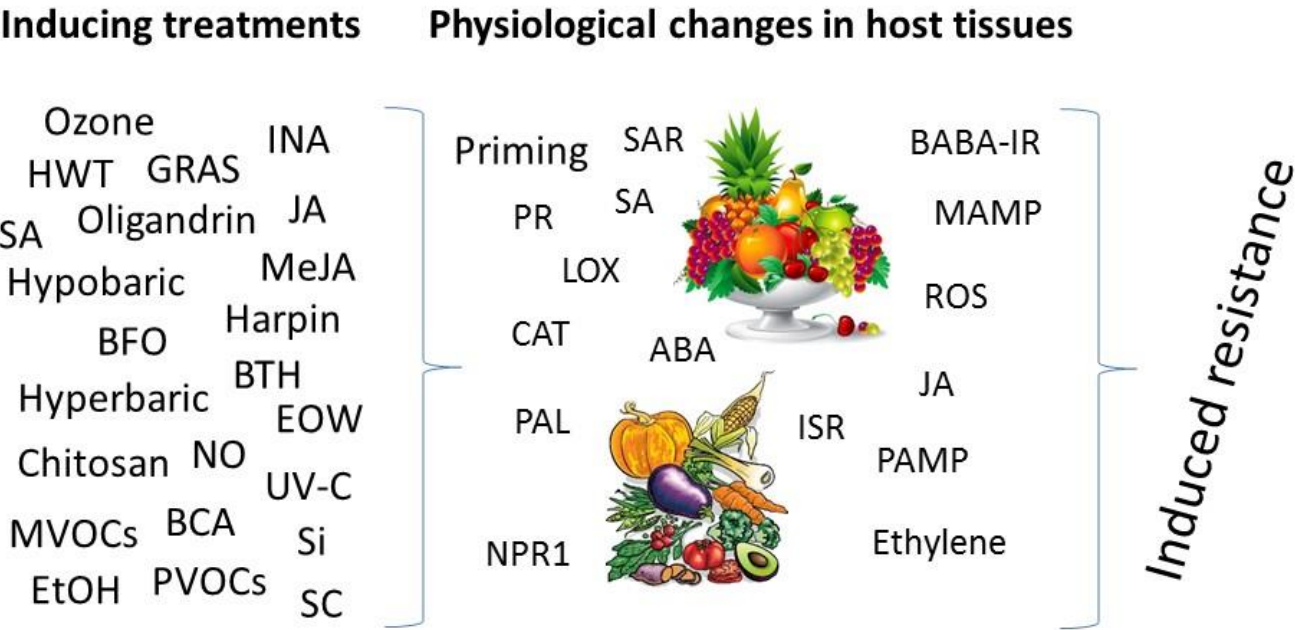 Inducing treatments
Physiological changes in host tissues
Ozone
INA
HWT
GRAS
SA
Oligandrin
JA
Hypobaric
MeJA
BFO
Harpin
Hyperbaric
BTH
EOW
Chitosan
NO
UV-C
MVOCs
BCA
Si
EtOH
PVOCs
SC
Priming
SAR
BABA-IR
PR
SA
MAMP
LOX
ROS
CAT
ABA
JA
PAL
ISR
PAMP
NPR1
Ethylene
Induced resistance